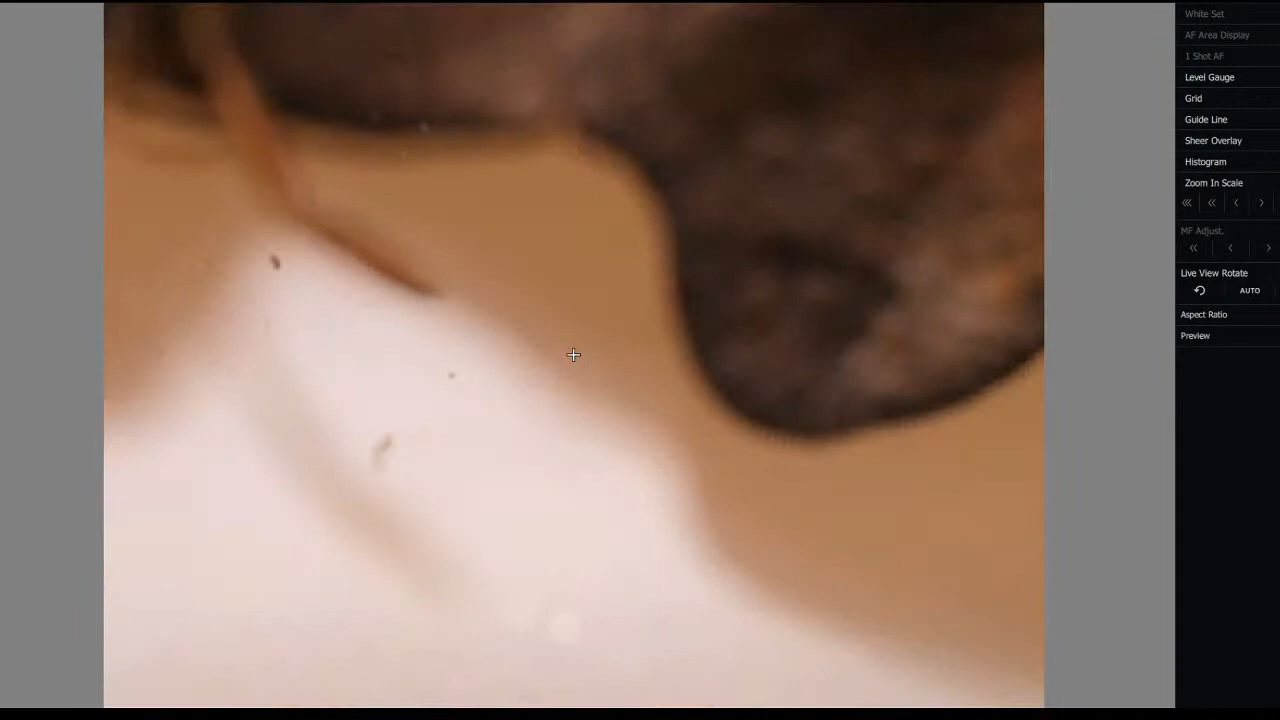 White Set
AF Area Display
1 Shot AF
Level Gauge
Grid
Guide Line
Sheer Overlay
Histogram
Zoom In Scale
MF Adjust.
Live View Rotate
AUTO
Aspect Ratio
Preview